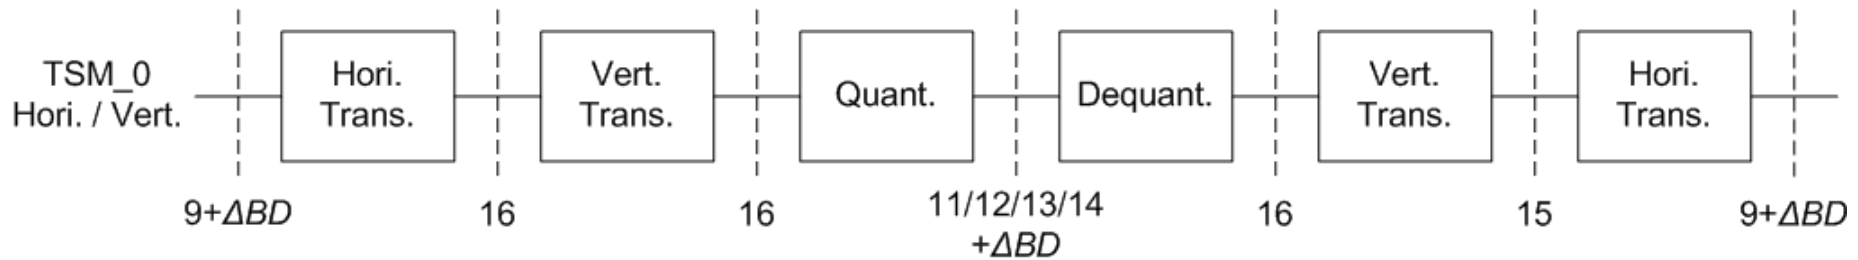 TSM_0
Hori. / Vert.
Hori.
Trans.
Vert.
Trans.
Quant.
Dequant.
Vert.
Trans.
Hori.
Trans.
9+ΔBD
16
16
11/12/13/14
+ΔBD
16
15
9+ΔBD